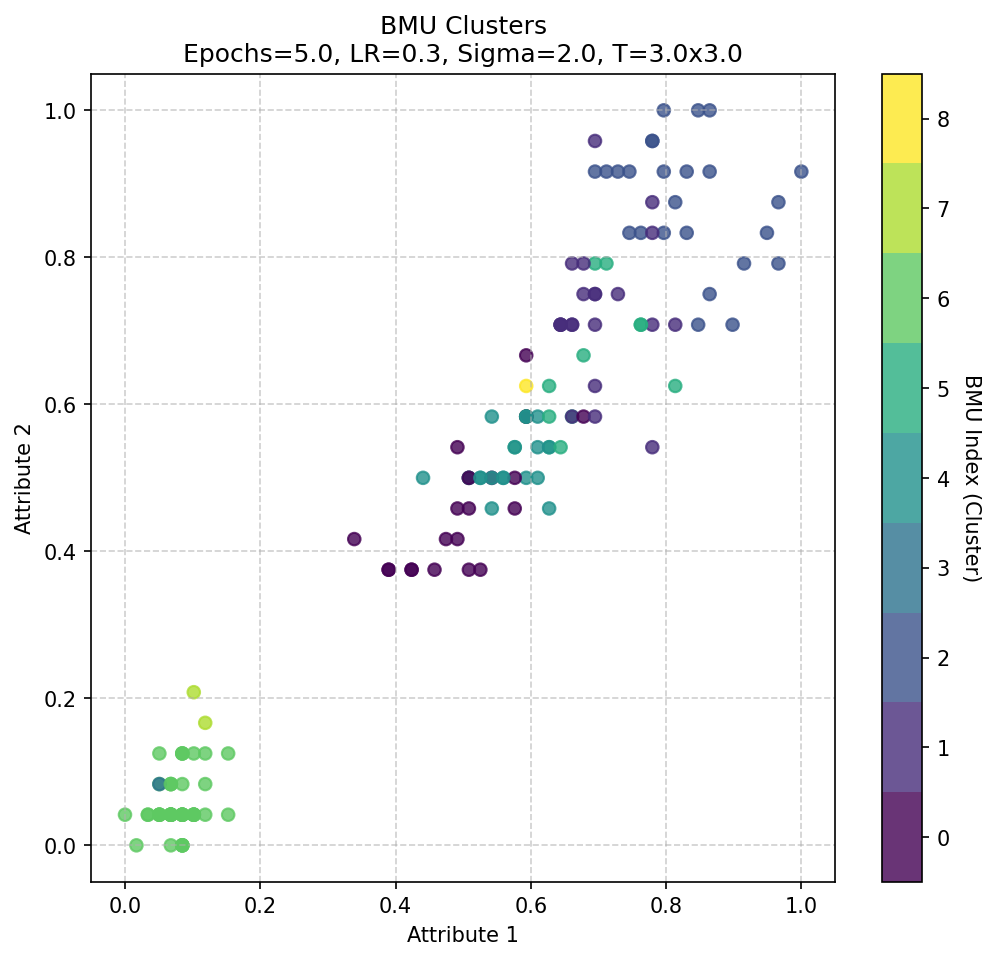 BMU Clusters
Epochs=5.0, LR=0.3, Sigma=2.0, T=3.0x3.0
1.0
0.8
0.6
0.4
0.2
0.0
Attribute 2
0.0 0.2 0.4 0.6 0.8 1.0
Attribute 1
8
7
6
5
4
3
2
1
0
BMU Index (Cluster)